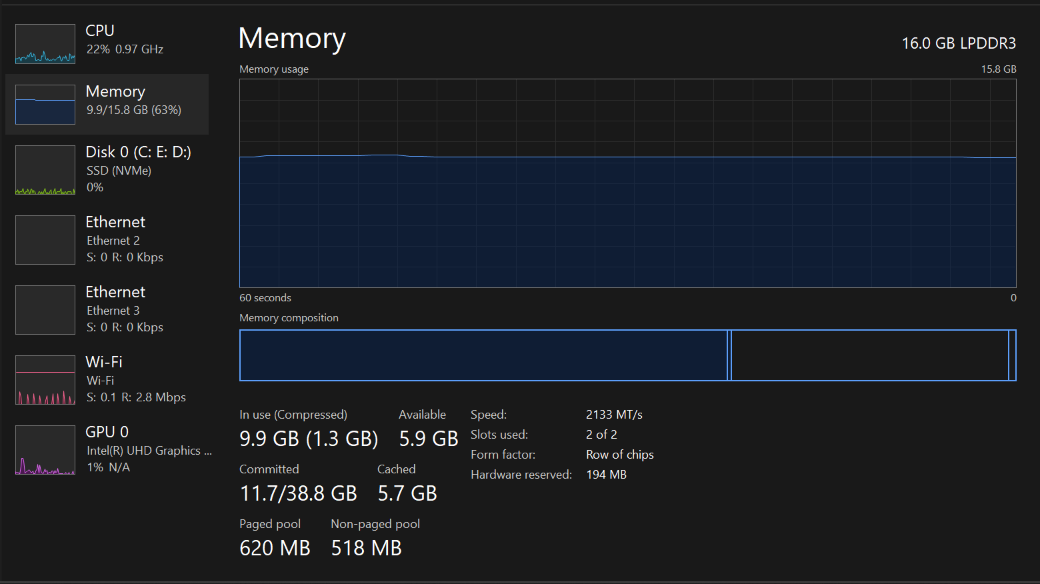 CPU
22% 0.97 GHz
Memory
9.9/15.8 GB (63%)
Disk 0 (C: E: D:)
SSD (NVMe)
0%
Ethernet
Ethernet 2
S: 0 R: 0 Kbps
Ethernet
Ethernet 3
S: 0 R: 0 Kbps
Wi-Fi
Wi-Fi
S: 0.1 R: 2.8 Mbps
GPU 0
Intel(R) UHD Graphics ...
1% N/A
Memory
16.0 GB LPDDR3
Memory usage
15.8 GB
60 seconds
0
Memory composition
In use (Compressed)
9.9 GB (1.3 GB)
Available
5.9 GB
Committed
11.7/38.8 GB
Cached
5.7 GB
Paged pool
620 MB
Non-paged pool
518 MB
Speed: 2133 MT/s
Slots used: 2 of 2
Form factor: Row of chips
Hardware reserved: 194 MB